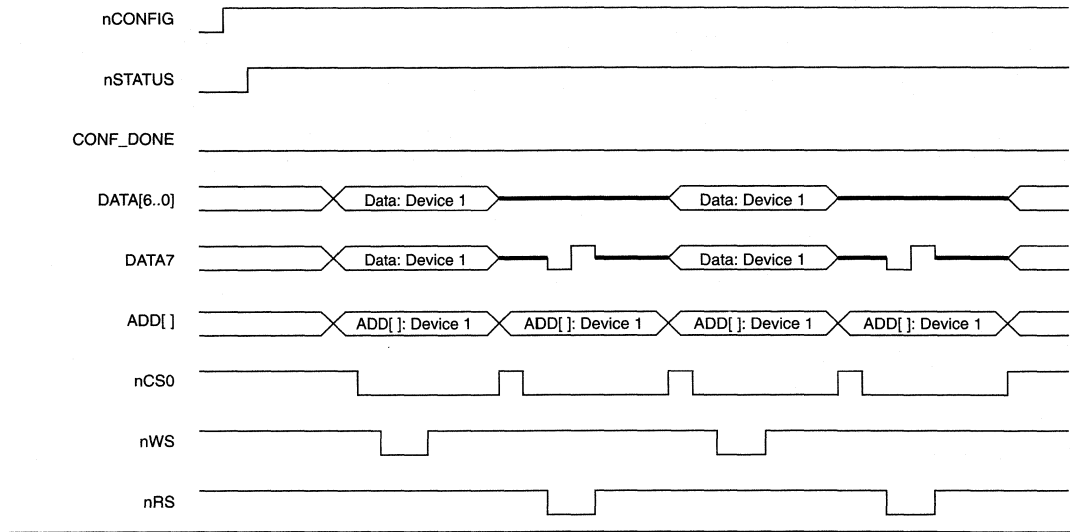 nCONFIG
nSTATUS
CONF_DONE
DATA[6..0] Data: Device 1 Data: Device 1
DATA7 Data: Device 1 Data: Device 1
ADD[ ] ADD[ ]: Device 1 ADD[ ]: Device 1 ADD[ ]: Device 1 ADD[ ]: Device 1
nCS0
nWS
nRS